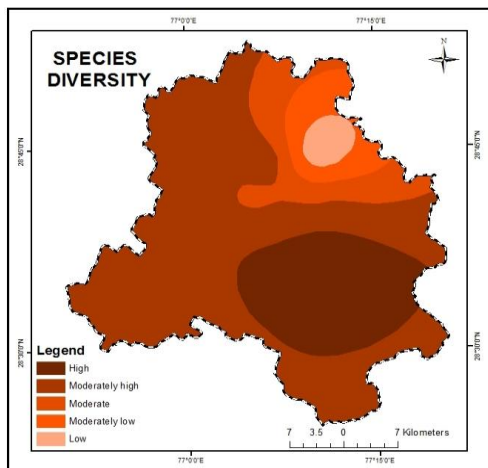 77°0'0"E
77°15'0"E
SPECIES
DIVERSITY
N
28°45'0"N
28°45'0"N
28°30'0"N
28°30'0"N
Legend
High
Moderately high
Moderate
Moderately low
Low
7 3.5 0 7 Kilometers
77°0'0"E
77°15'0"E